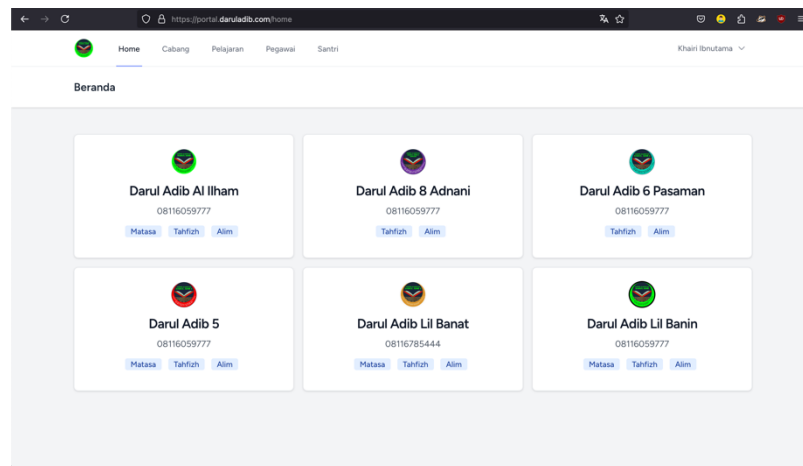 https://portal.daruladib.com/home
Home Cabang Pelajaran Pegawai Santri Khairi Ibnutama
Beranda
Darul Adib Al Ilham
08116059777
Matasa Tahfizh Alim
Darul Adib 8 Adnani
08116059777
Tahfizh Alim
Darul Adib 6 Pasaman
08116059777
Tahfizh Alim
Darul Adib 5
08116059777
Matasa Tahfizh Alim
Darul Adib Lil Banat
08116785444
Matasa Tahfizh Alim
Darul Adib Lil Banin
08116059777
Matasa Tahfizh Alim